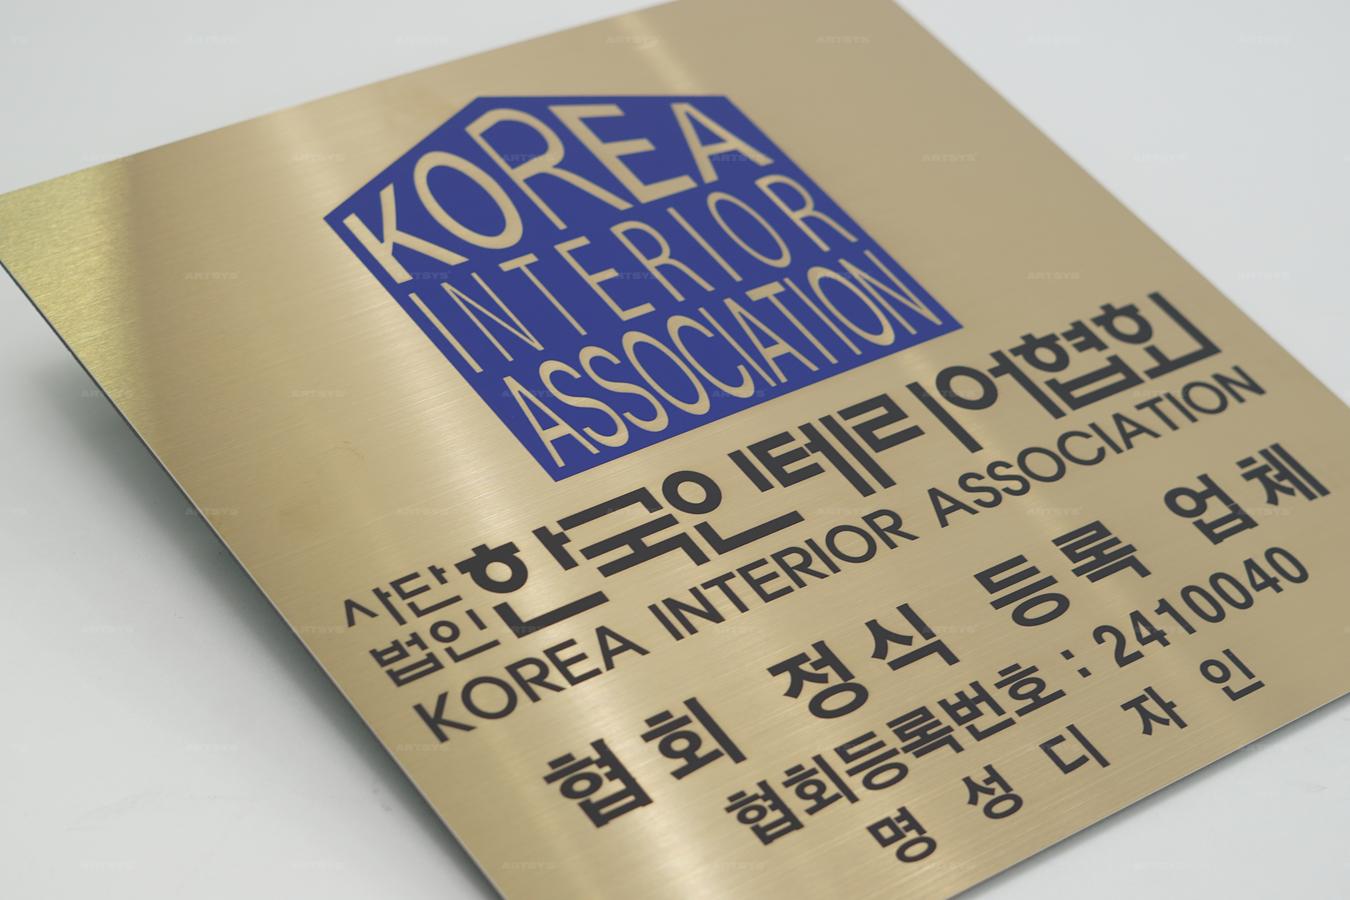 KOREA
INTERIOR
ASSOCIATION
사단법인 한국인테리어협회
KOREA INTERIOR ASSOCIATION
협회 정식 등록 업체
협회등록번호 : 2410040
명성디자인
ARTSYS